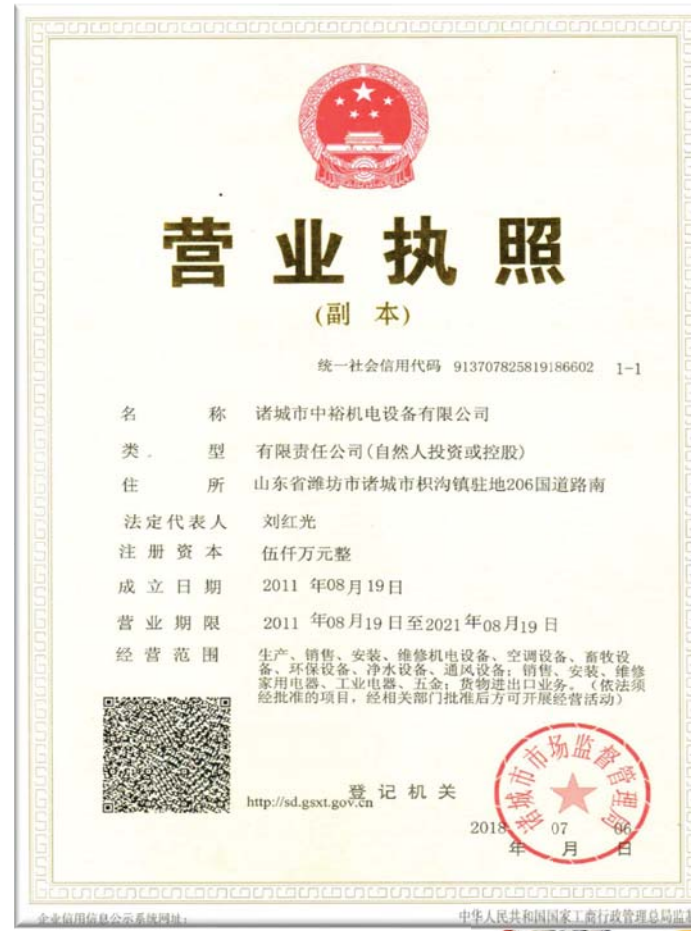 营业执照
(副 本)
统一社会信用代码 913707825819186602 1-1
名 称 诸城市中裕机电设备有限公司
类 型 有限责任公司(自然人投资或控股)
住 所 山东省潍坊市诸城市枳沟镇驻地206国道路南
法定代表人 刘红光
注册资本 伍仟万元整
成立日期 2011 年08月19日
营业期限 2011 年08月19日至2021年08月19日
经营范围 生产、销售、安装、维修机电设备、空调设备、畜牧设
备、环保设备、净水设备、通风设备;销售、安装、维修
家用电器、工业电器、五金;货物进出口业务。(依法须
经批准的项目,经相关部门批准后方可开展经营活动)
诸城市市场监督管理局
登记机关
http://sd.gsxt.gov.cn
2018 07 06
年 月 日
企业信用信息公示系统网址:
中华人民共和国国家工商行政管理总局监制